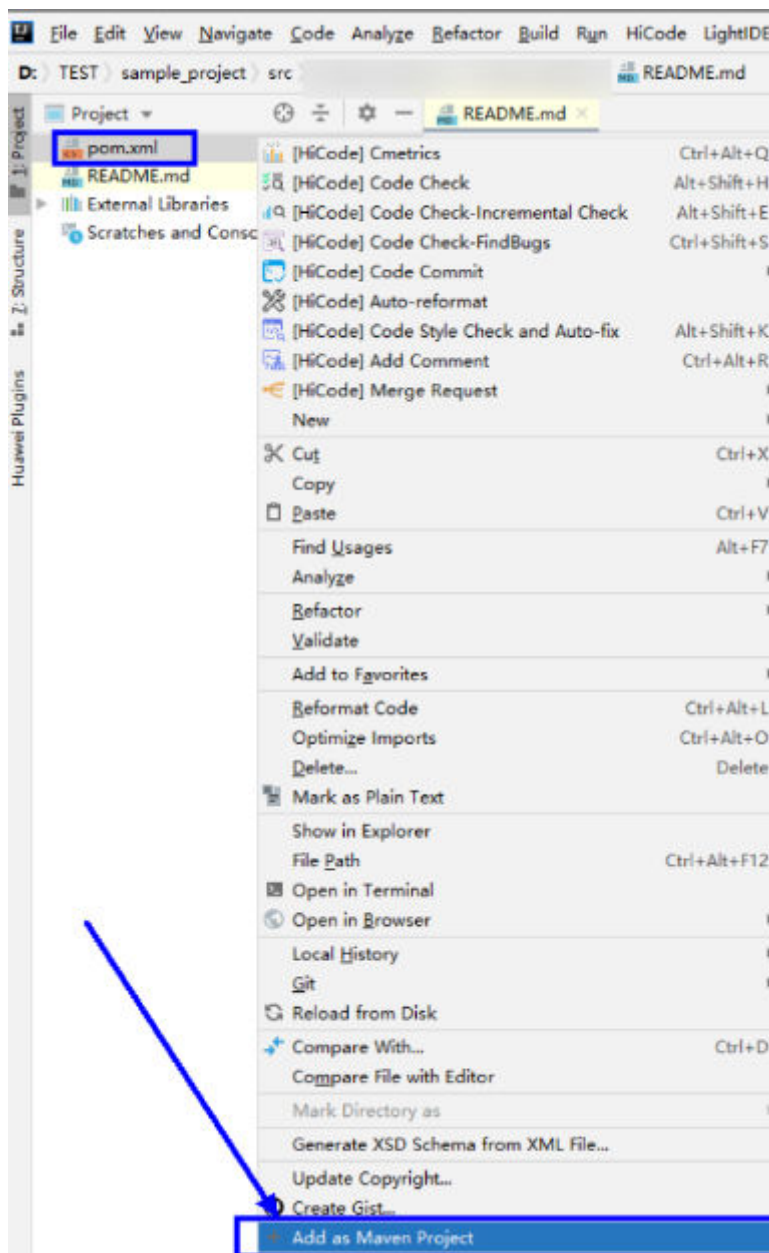 File Edit View Navigate Code Analyze Refactor Build Run HiCode LightIDE
D: TEST sample_project src README.md
Project README.md
1: Project
pom.xml
README.md
External Libraries
Scratches and Consc
7: Structure
Huawei Plugins
[HiCode] Cmetrics Ctrl+Alt+Q
[HiCode] Code Check Alt+Shift+H
[HiCode] Code Check-Incremental Check Alt+Shift+E
[HiCode] Code Check-FindBugs Ctrl+Shift+S
[HiCode] Code Commit
[HiCode] Auto-reformat
[HiCode] Code Style Check and Auto-fix Alt+Shift+K
[HiCode] Add Comment Ctrl+Alt+R
[HiCode] Merge Request
New
Cut Ctrl+X
Copy
Paste Ctrl+V
Find Usages Alt+F7
Analyze
Refactor
Validate
Add to Favorites
Reformat Code Ctrl+Alt+L
Optimize Imports Ctrl+Alt+O
Delete... Delete
Mark as Plain Text
Show in Explorer
File Path Ctrl+Alt+F12
Open in Terminal
Open in Browser
Local History
Git
Reload from Disk
Compare With... Ctrl+D
Compare File with Editor
Mark Directory as
Generate XSD Schema from XML File...
Update Copyright...
Create Gist...
Add as Maven Project